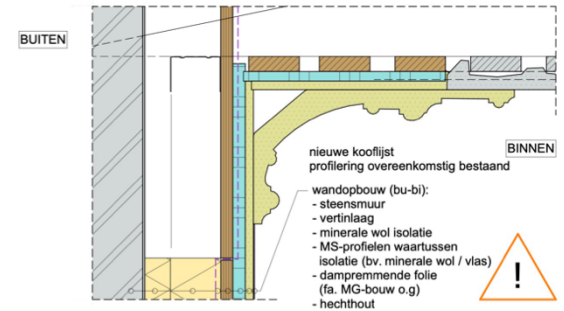 BUITEN
BINNEN
nieuwe kooflijst
profilering overeenkomstig bestaand
wandopbouw (bu-bi):
- steensmuur
- vertinlaag
- minerale wol isolatie
- MS-profielen waartussen
isolatie (bv. minerale wol / vlas)
- dampremmende folie
(fa. MG-bouw o.g)
- hechthout
!